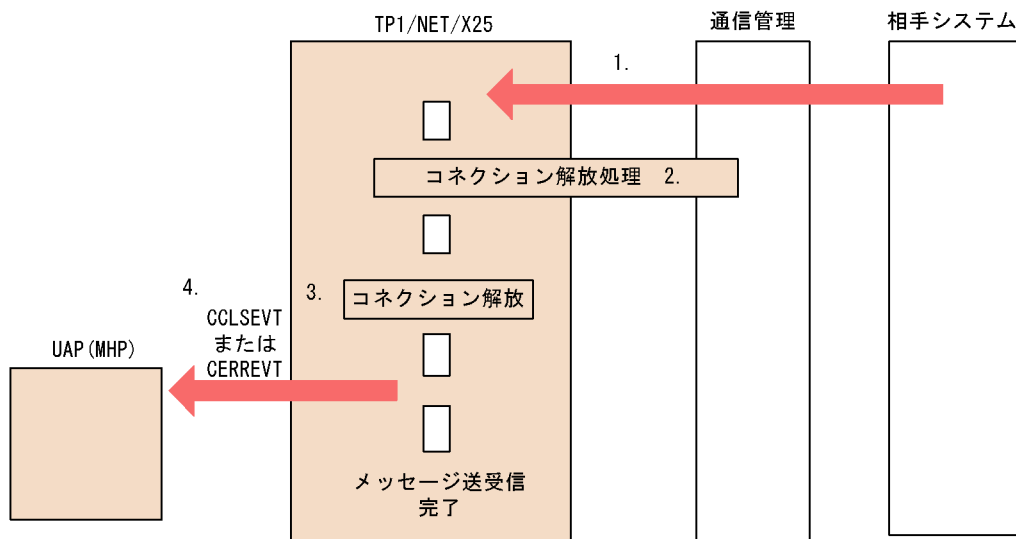 TP1/NET/X25
通信管理
相手システム
1.
コネクション解放処理 2.
3.
コネクション解放
4.
CCLSEVT
または
CERREVT
UAP(MHP)
メッセージ送受信
完了